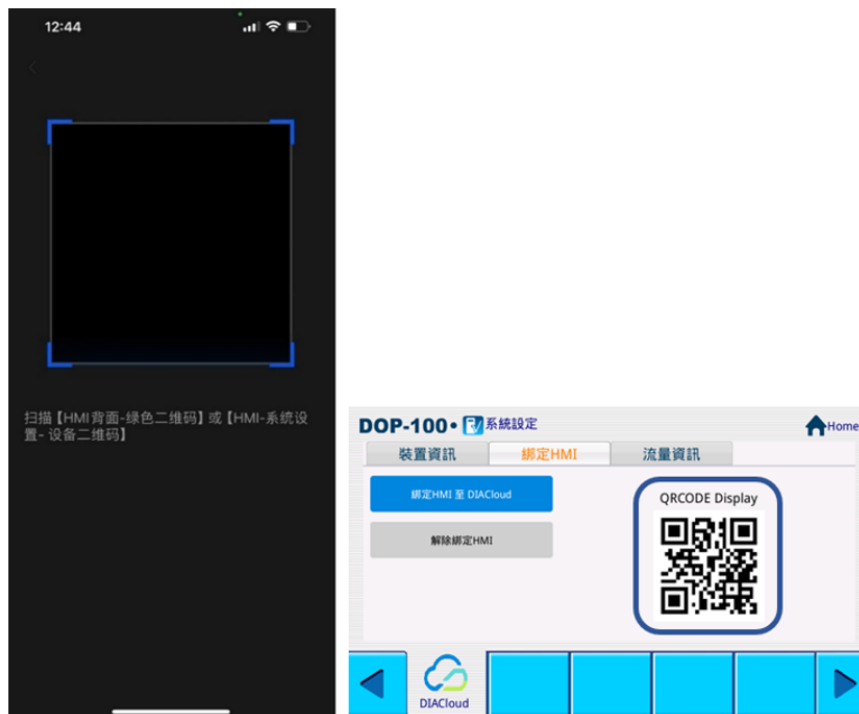 12:44
扫描【HMI背面-绿色二维码】或【HMI-系统设
置- 设备二维码】
DOP-100• 系統設定
Home
裝置資訊 綁定HMI 流量資訊
綁定HMI 至 DIACloud
QRCODE Display
解除綁定HMI
DIACloud